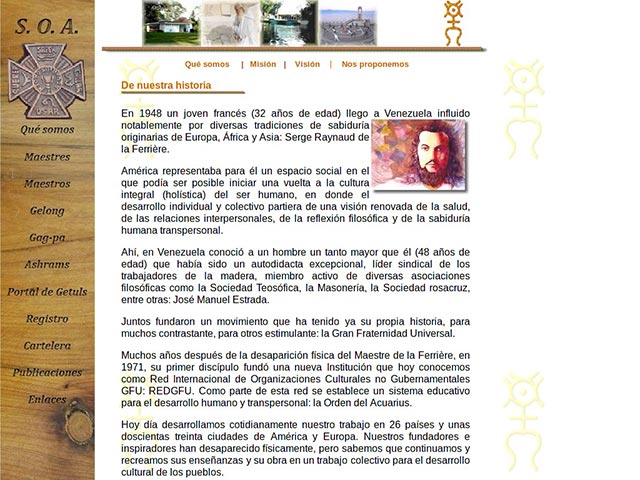 S. O. A.
Qué somos
Maestres
Maestros
Gelong
Gag-pa
Ashrams
Portal de Getuls
Registro
Cartelera
Publicaciones
Enlaces
Qué somos | Misión | Visión | Nos proponemos
De nuestra historia
En 1948 un joven francés (32 años de edad) llego a Venezuela influido
notablemente por diversas tradiciones de sabiduría
originarias de Europa, África y Asia: Serge Raynaud de
la Ferrière.
América representaba para él un espacio social en el
que podía ser posible iniciar una vuelta a la cultura
integral (holística) del ser humano, en donde el
desarrollo individual y colectivo partiera de una visión renovada de la salud,
de las relaciones interpersonales, de la reflexión filosófica y de la sabiduría
humana transpersonal.
Ahí, en Venezuela conoció a un hombre un tanto mayor que él (48 años de
edad) que había sido un autodidacta excepcional, líder sindical de los
trabajadores de la madera, miembro activo de diversas asociaciones
filosóficas como la Sociedad Teosófica, la Masonería, la Sociedad rosacruz,
entre otras: José Manuel Estrada.
Juntos fundaron un movimiento que ha tenido ya su propia historia, para
muchos contrastante, para otros estimulante: la Gran Fraternidad Universal.
Muchos años después de la desaparición física del Maestre de la Ferrière, en
1971, su primer discípulo fundó una nueva Institución que hoy conocemos
como Red Internacional de Organizaciones Culturales no Gubernamentales
GFU: REDGFU. Como parte de esta red se establece un sistema educativo
para el desarrollo humano y transpersonal: la Orden del Acuarius.
Hoy día desarrollamos cotidianamente nuestro trabajo en 26 países y unas
doscientas treinta ciudades de América y Europa. Nuestros fundadores e
inspiradores han desaparecido físicamente, pero sabemos que continuamos y
recreamos sus enseñanzas y su obra en un trabajo colectivo para el desarrollo
cultural de los pueblos.